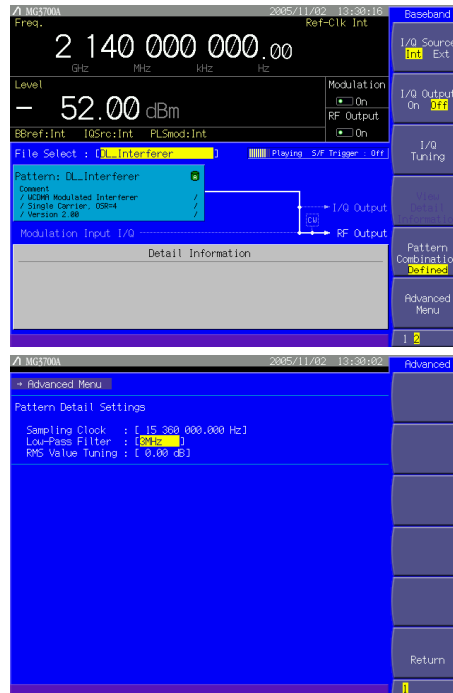 MG3700A 2005/11/02 13:30:16 Baseband
Freq. Ref-Clk Int
2 140 000 000.00
GHz MHz kHz Hz
I/Q Source
Int Ext
Level Modulation
- 52.00 dBm
On
RF Output
On
I/Q Output
On Off
BBref:Int IQSrc:Int PLSmod:Int
File Select : [DL_Interferer ] Playing S/F Trigger : Off
I/Q
Tuning
Pattern: DL_Interferer A
Comment
/ WCDMA Modulated Interferer /
/ Single Carrier, OSR=4 /
/ Version 2.00 /
I/Q Output
CW
Modulation Input I/Q RF Output
View
Detail
Informatio
Detail Information
Pattern
Combinatio
Defined
Advanced
Menu
1 2
MG3700A 2005/11/02 13:30:02 Advanced
→ Advanced Menu
Pattern Detail Settings
Sampling Clock : [ 15 360 000.000 Hz]
Low-Pass Filter : [3MHz ]
RMS Value Tuning : [ 0.00 dB]
Return
1